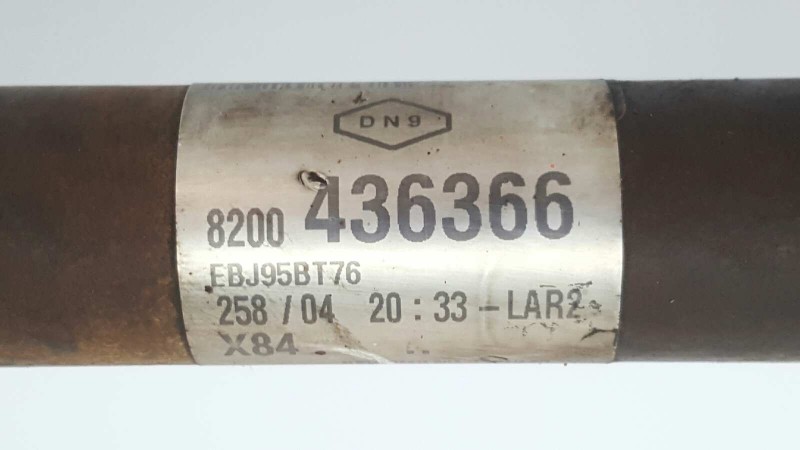 DN9
8200 436366
EBJ95BT76
258 / 04 20 : 33 - LAR2
X84